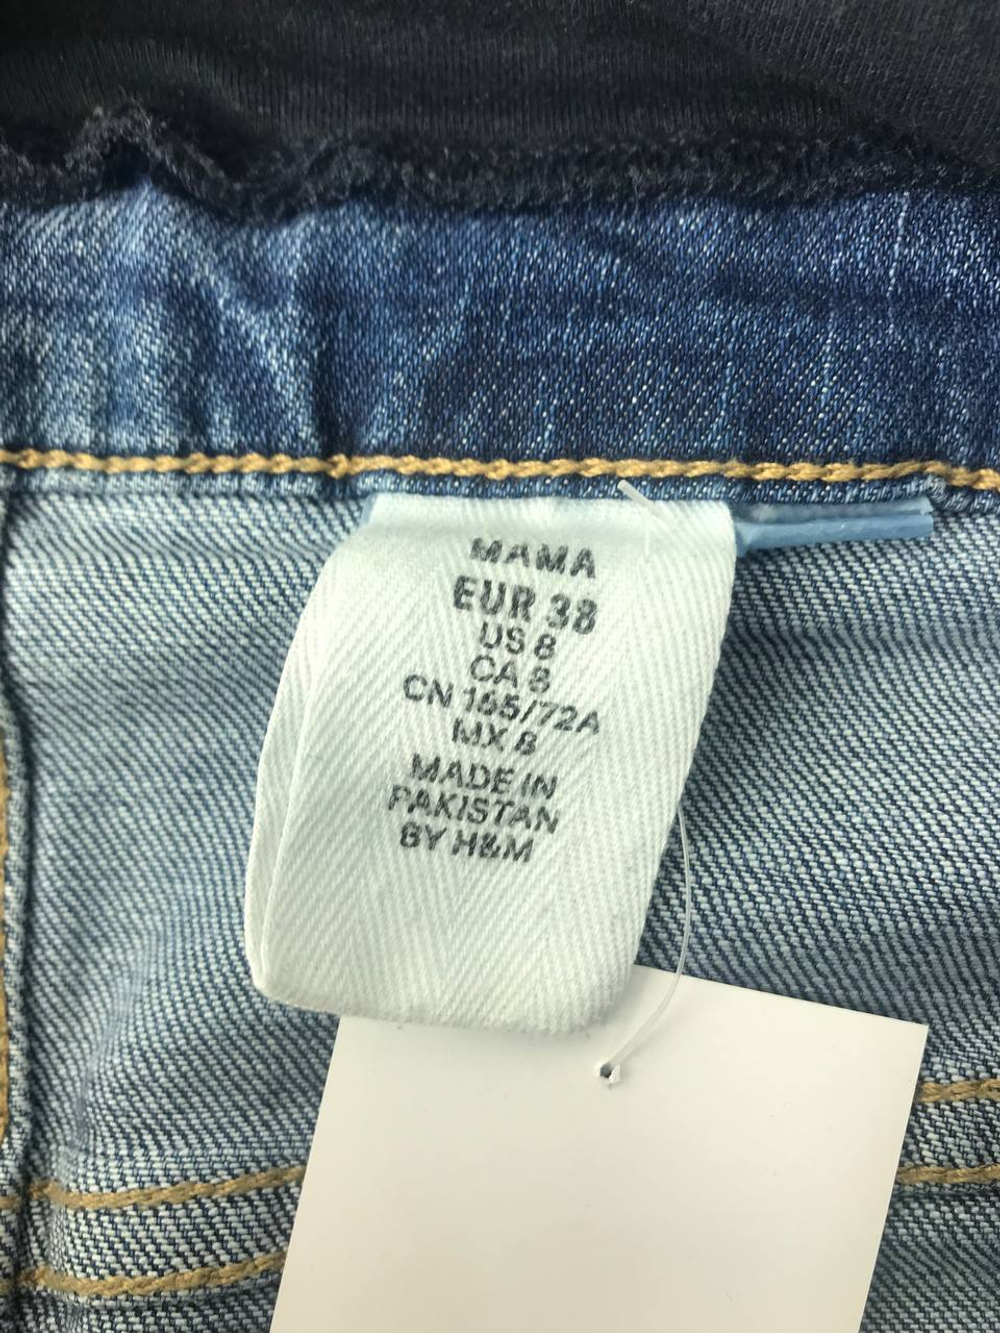 MAMA
EUR 38
US 8
CA 8
CN 165/72A
MX 8
MADE IN
PAKISTAN
BY H&M